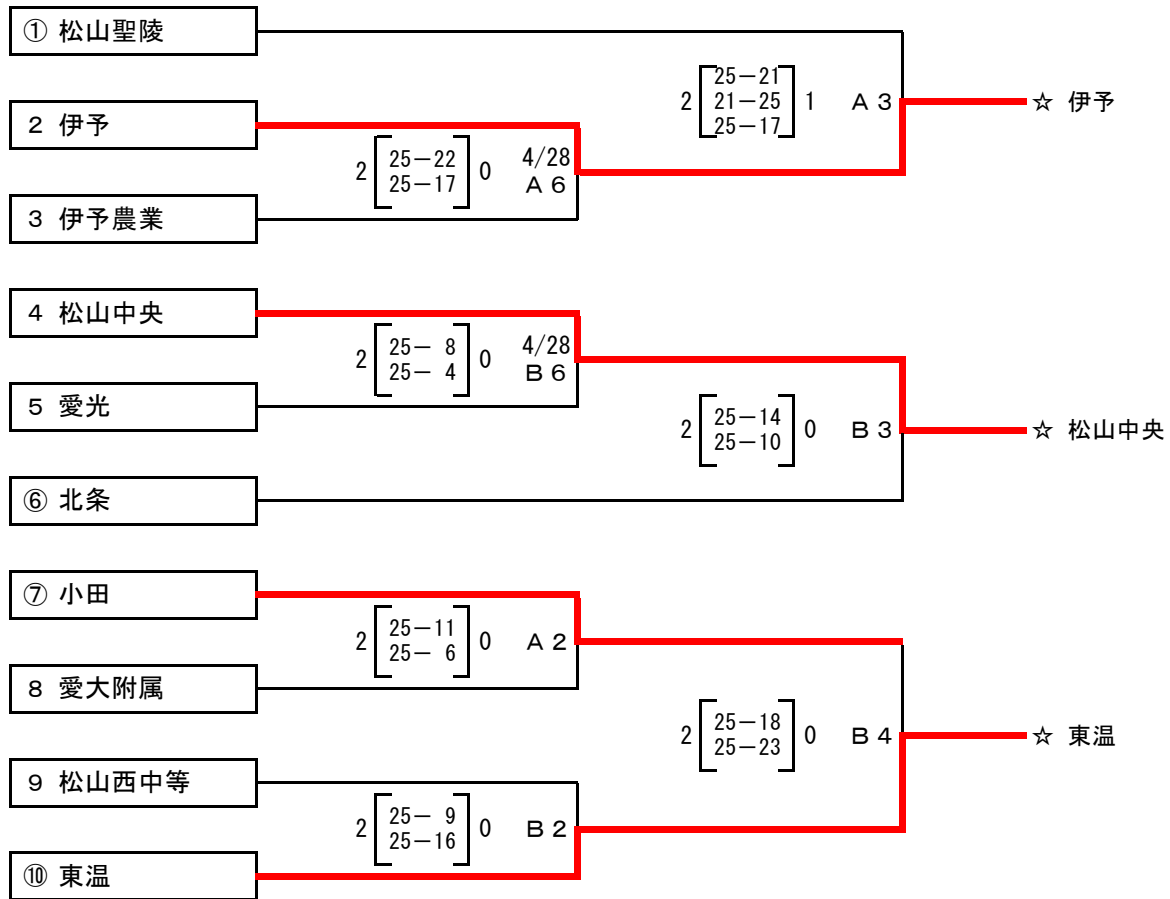 ① 松山聖陵
2 25－21 1 A 3
21－25
25－17
☆ 伊予
2 伊予
2 25－22 0 4/28
25－17 A 6
3 伊予農業
4 松山中央
2 25－ 8 0 4/28
25－ 4 B 6
5 愛光
2 25－14 0 B 3
25－10
☆ 松山中央
⑥ 北条
⑦ 小田
2 25－11 0 A 2
25－ 6
8 愛大附属
2 25－18 0 B 4
25－23
☆ 東温
9 松山西中等
2 25－ 9 0 B 2
25－16
⑩ 東温